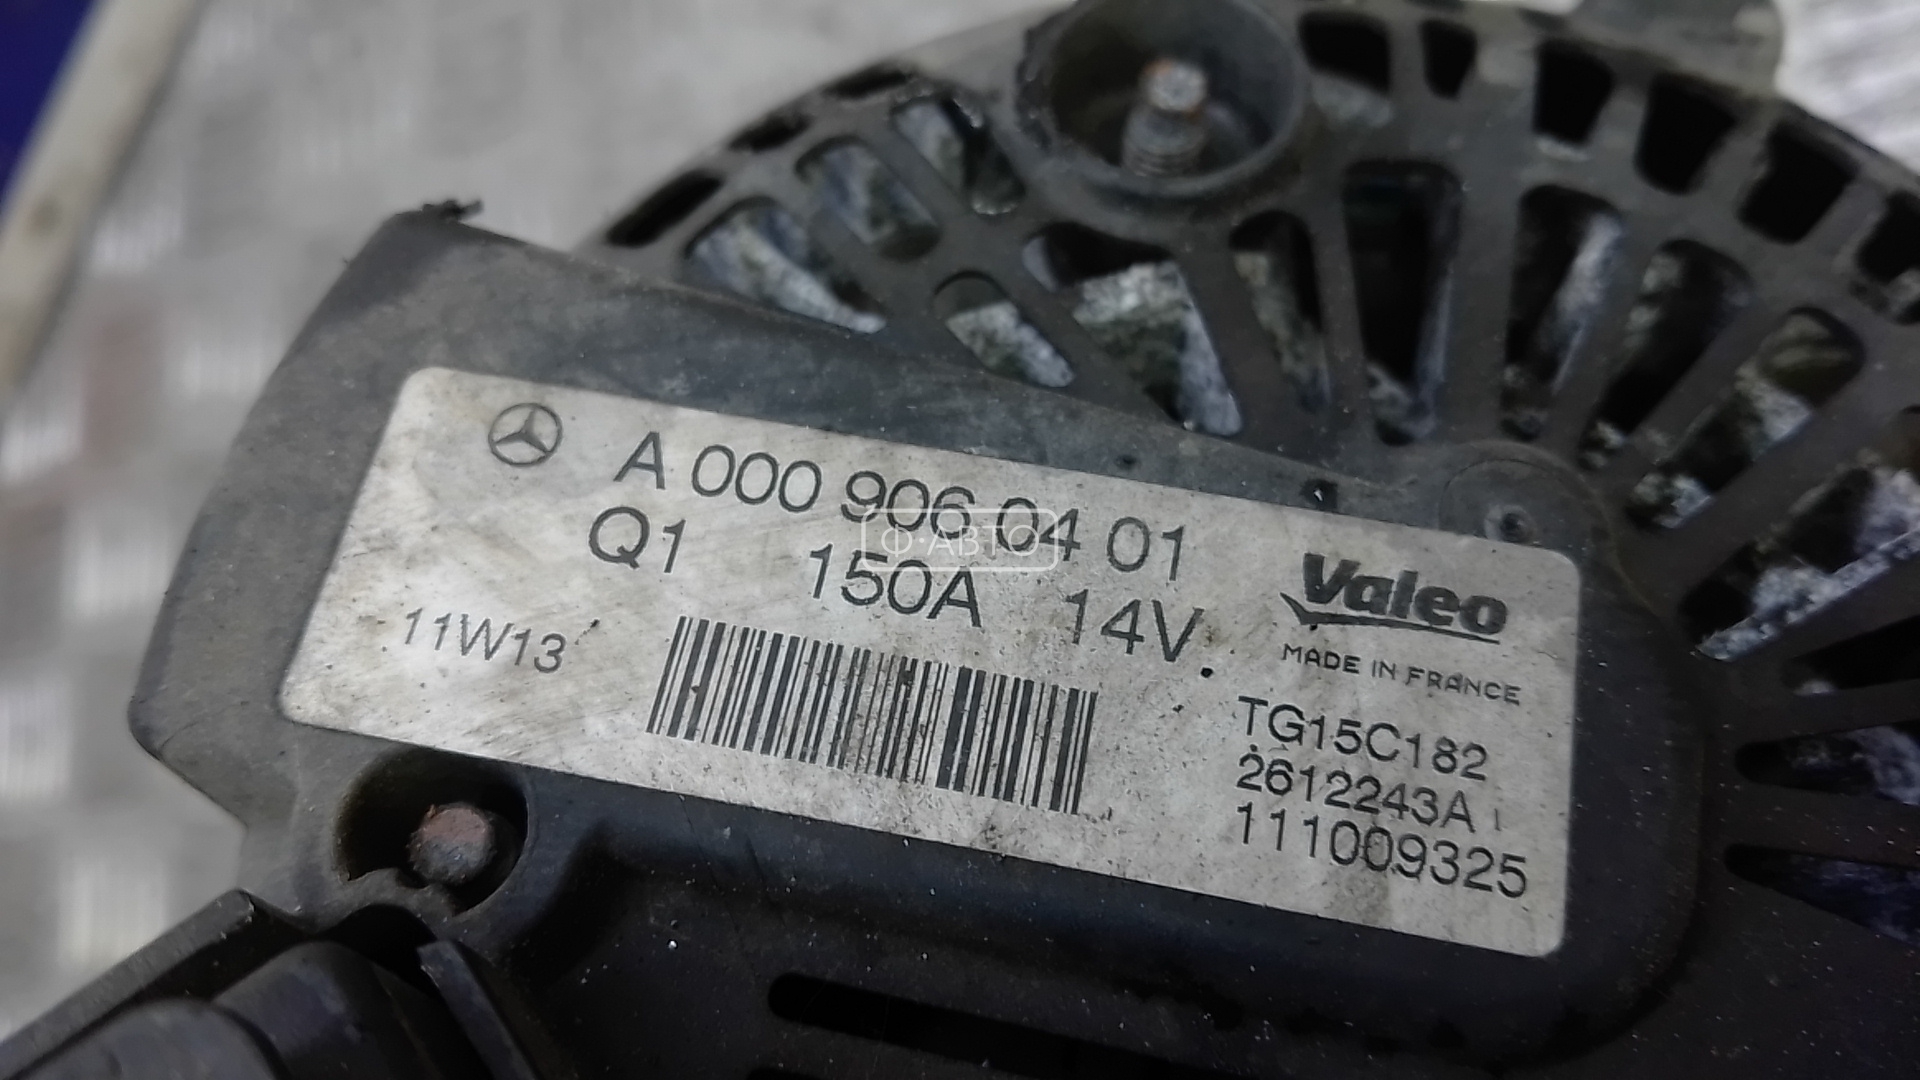 A 000 906 04 01
Q1 150A 14V
11W13
Valeo
MADE IN FRANCE
TG15C182
2612243A
111009325
Ф·АВТО